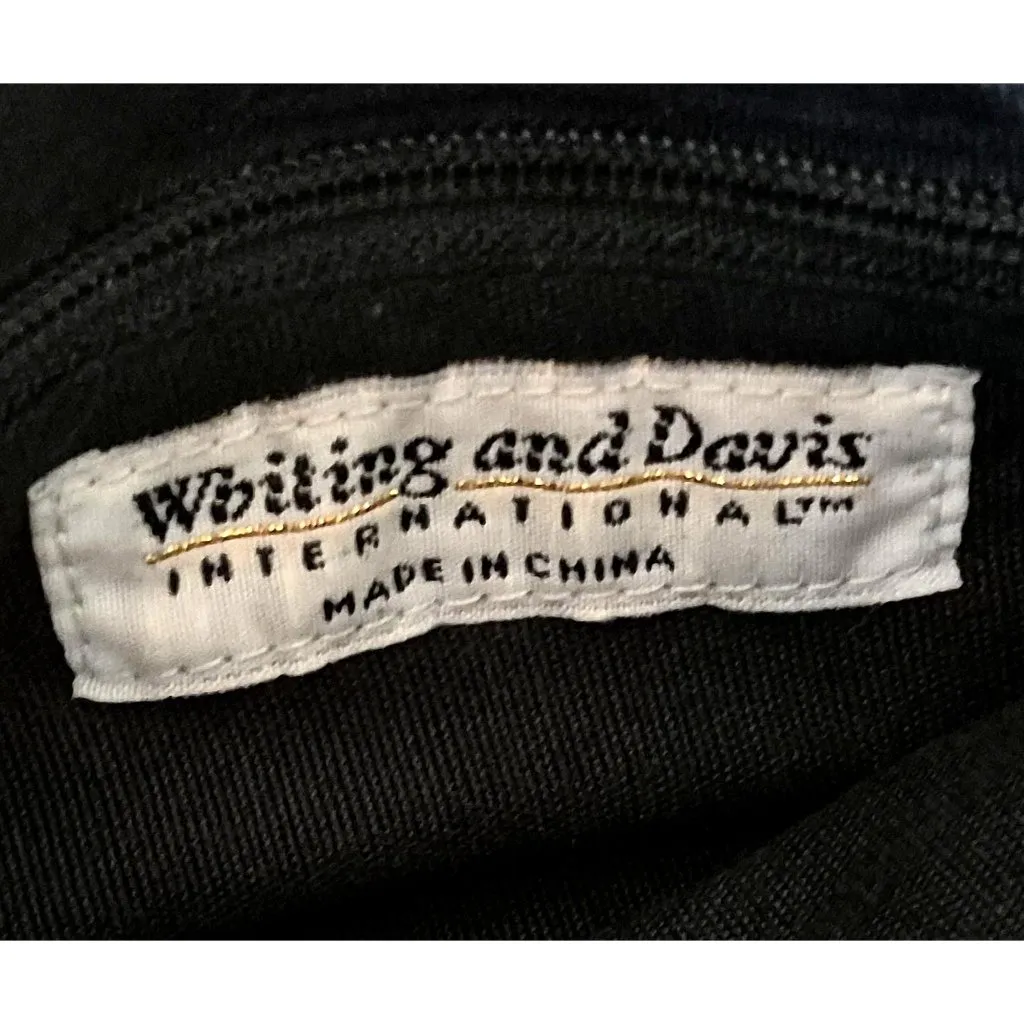 Whiting and Davis
INTERNATIONAL™
MADE IN CHINA